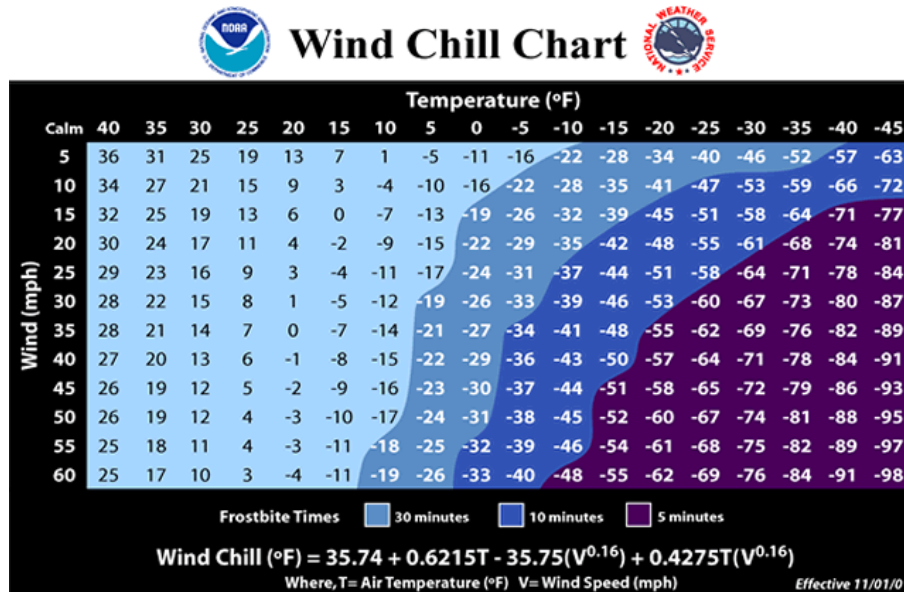 NOAA
Wind Chill Chart
NATIONAL WEATHER SERVICE
Temperature (ºF)
Calm 40 35 30 25 20 15 10 5 0 -5 -10 -15 -20 -25 -30 -35 -40 -45
5 36 31 25 19 13 7 1 -5 -11 -16 -22 -28 -34 -40 -46 -52 -57 -63
10 34 27 21 15 9 3 -4 -10 -16 -22 -28 -35 -41 -47 -53 -59 -66 -72
15 32 25 19 13 6 0 -7 -13 -19 -26 -32 -39 -45 -51 -58 -64 -71 -77
20 30 24 17 11 4 -2 -9 -15 -22 -29 -35 -42 -48 -55 -61 -68 -74 -81
25 29 23 16 9 3 -4 -11 -17 -24 -31 -37 -44 -51 -58 -64 -71 -78 -84
30 28 22 15 8 1 -5 -12 -19 -26 -33 -39 -46 -53 -60 -67 -73 -80 -87
35 28 21 14 7 0 -7 -14 -21 -27 -34 -41 -48 -55 -62 -69 -76 -82 -89
40 27 20 13 6 -1 -8 -15 -22 -29 -36 -43 -50 -57 -64 -71 -78 -84 -91
45 26 19 12 5 -2 -9 -16 -23 -30 -37 -44 -51 -58 -65 -72 -79 -86 -93
50 26 19 12 4 -3 -10 -17 -24 -31 -38 -45 -52 -60 -67 -74 -81 -88 -95
55 25 18 11 4 -3 -11 -18 -25 -32 -39 -46 -54 -61 -68 -75 -82 -89 -97
60 25 17 10 3 -4 -11 -19 -26 -33 -40 -48 -55 -62 -69 -76 -84 -91 -98
Wind (mph)
Frostbite Times 30 minutes 10 minutes 5 minutes
Wind Chill (ºF) = 35.74 + 0.6215T - 35.75(V^0.16) + 0.4275T(V^0.16)
Where, T= Air Temperature (ºF) V= Wind Speed (mph)
Effective 11/01/0